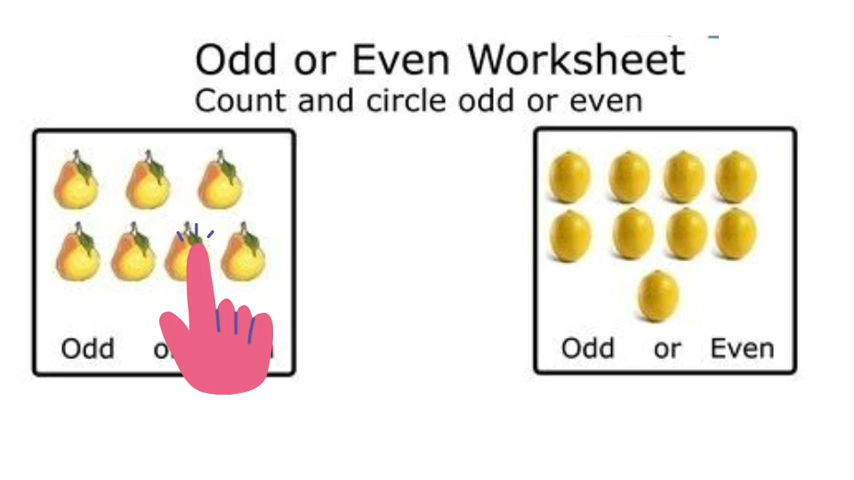 Odd or Even Worksheet
Count and circle odd or even
Odd
Odd or Even